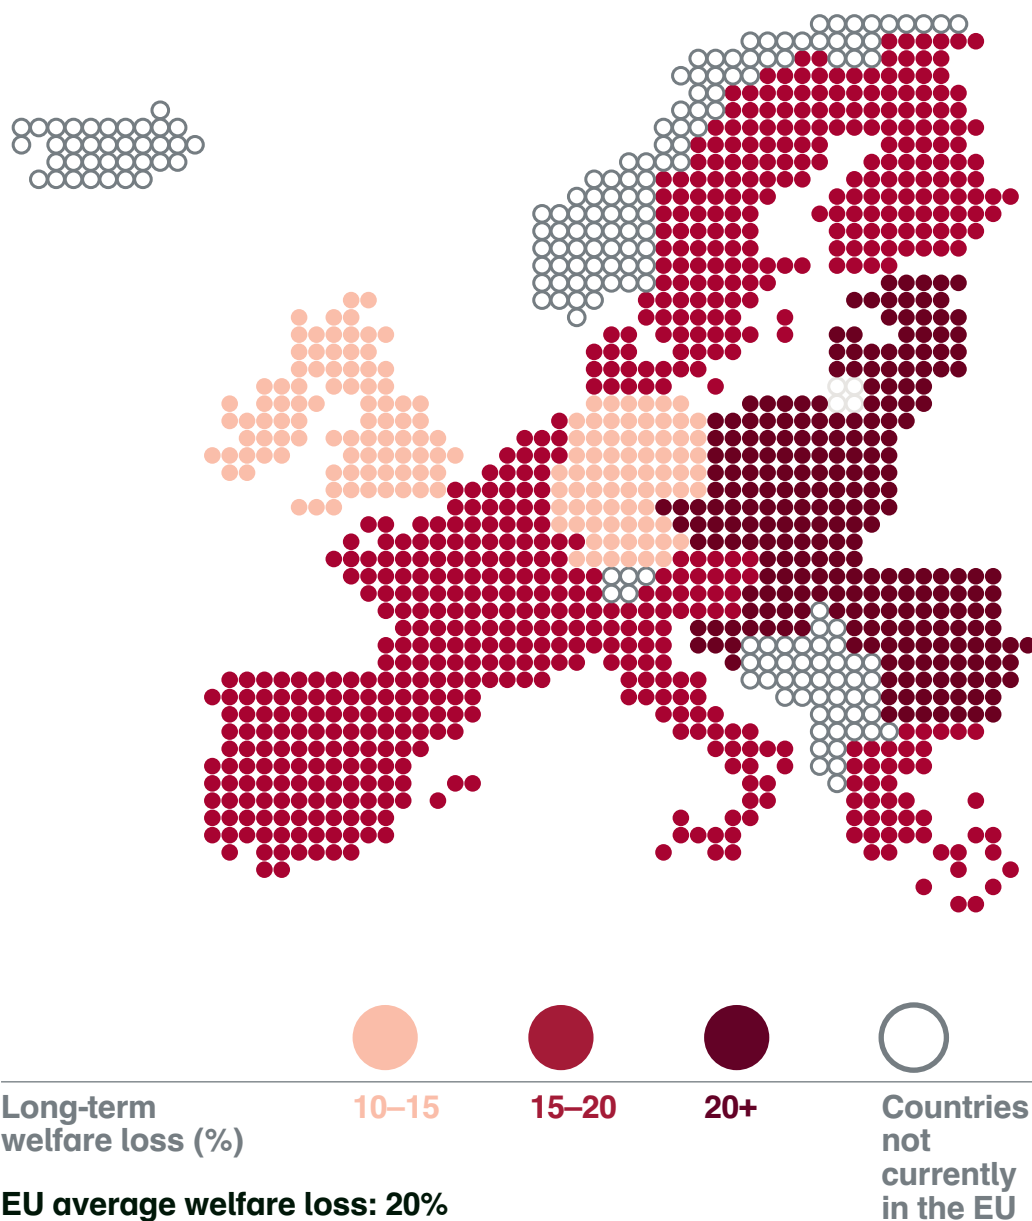 Long-term
welfare loss (%)
10–15
15–20
20+
Countries
not
currently
in the EU
EU average welfare loss: 20%